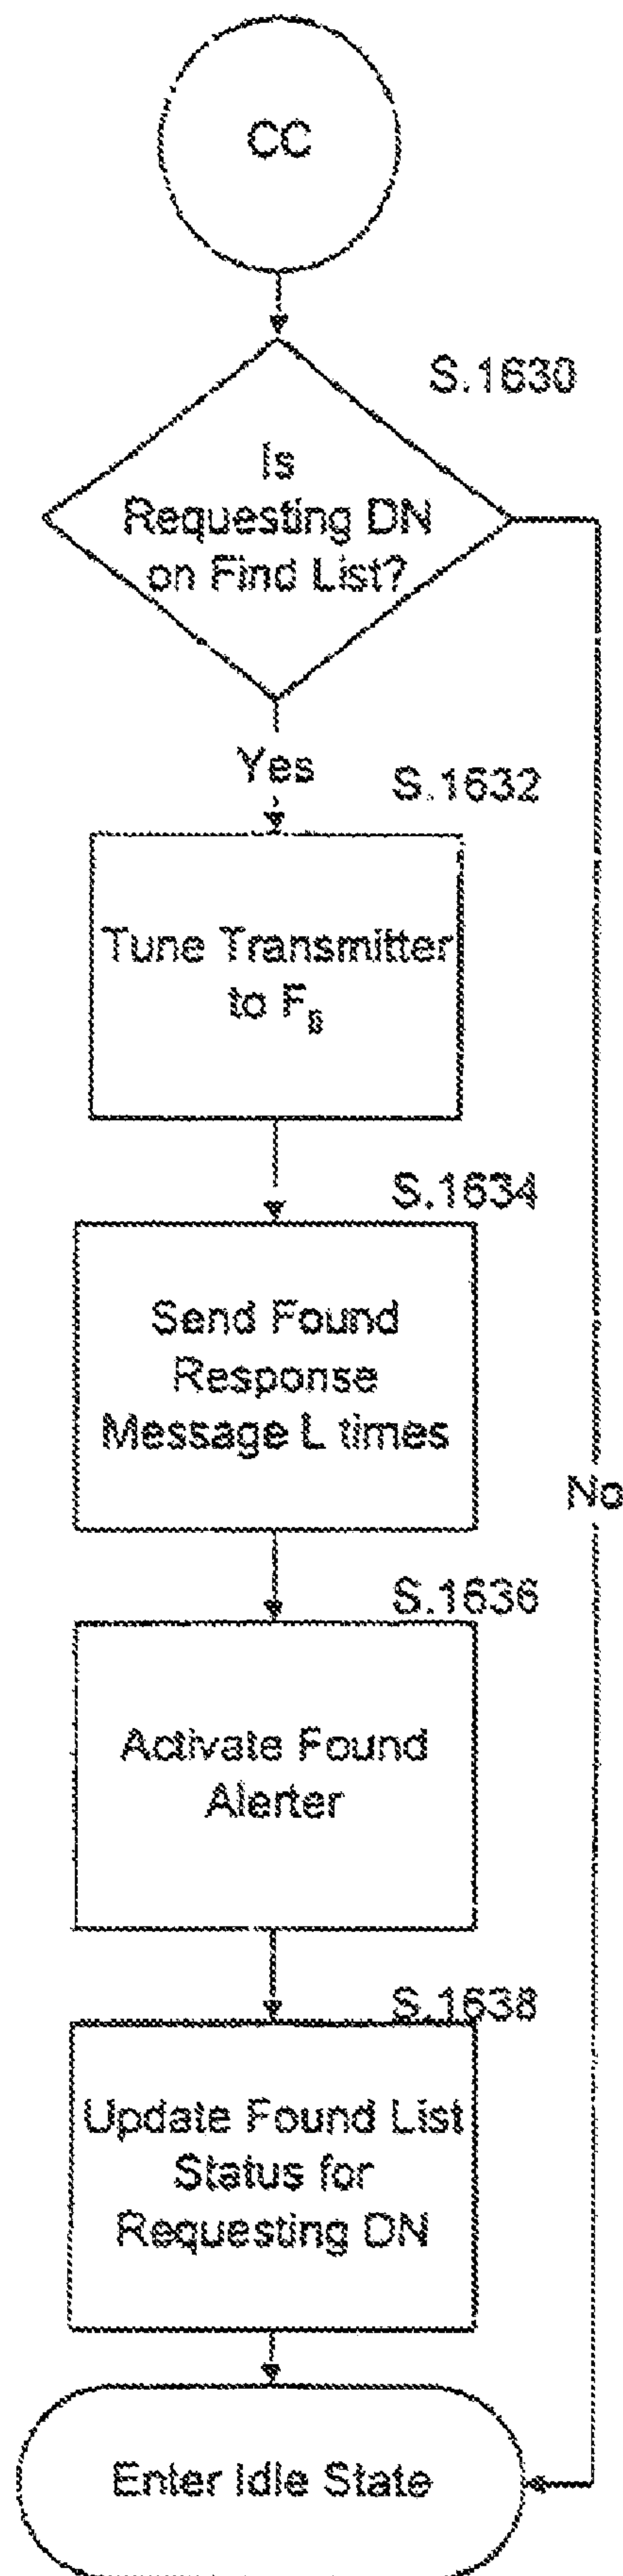 CC
S.1630
Is
Requesting DN
on Find List?
Yes
S.1632
Tune Transmitter
to FB
S.1634
Send Found
Response
Message L times
No
S.1636
Activate Found
Alerter
S.1638
Update Found List
Status for
Requesting DN
Enter Idle State